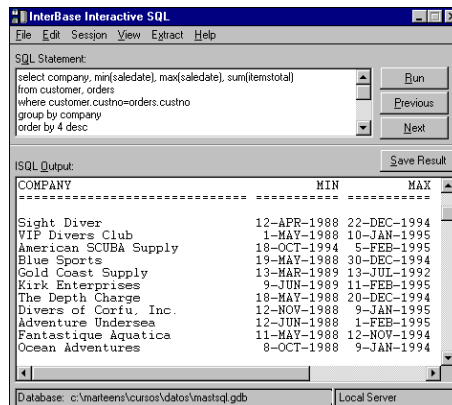 InterBase Interactive SQL
File Edit Session View Extract Help
SQL Statement:
select company, min(saledate), max(saledate), sum(itemstotal)
from customer, orders
where customer.custno=orders.custno
group by company
order by 4 desc
Run
Previous
Next
ISQL Output:
Save Result
COMPANY MIN MAX
============================== =========== ===========
Sight Diver 12-APR-1988 22-DEC-1994
VIP Divers Club 1-MAY-1988 10-JAN-1995
American SCUBA Supply 18-OCT-1994 5-FEB-1995
Blue Sports 19-MAY-1988 30-DEC-1994
Gold Coast Supply 13-MAR-1989 13-JUL-1992
Kirk Enterprises 9-JUN-1989 11-FEB-1995
The Depth Charge 18-MAY-1988 20-DEC-1994
Divers of Corfu, Inc. 12-NOV-1988 9-JAN-1995
Adventure Undersea 12-JUN-1988 1-FEB-1995
Fantastique Aquatica 11-MAY-1988 12-NOV-1994
Ocean Adventures 8-OCT-1988 9-JAN-1994
Database: c:\marteens\cursos\datos\mastsql.gdb
Local Server